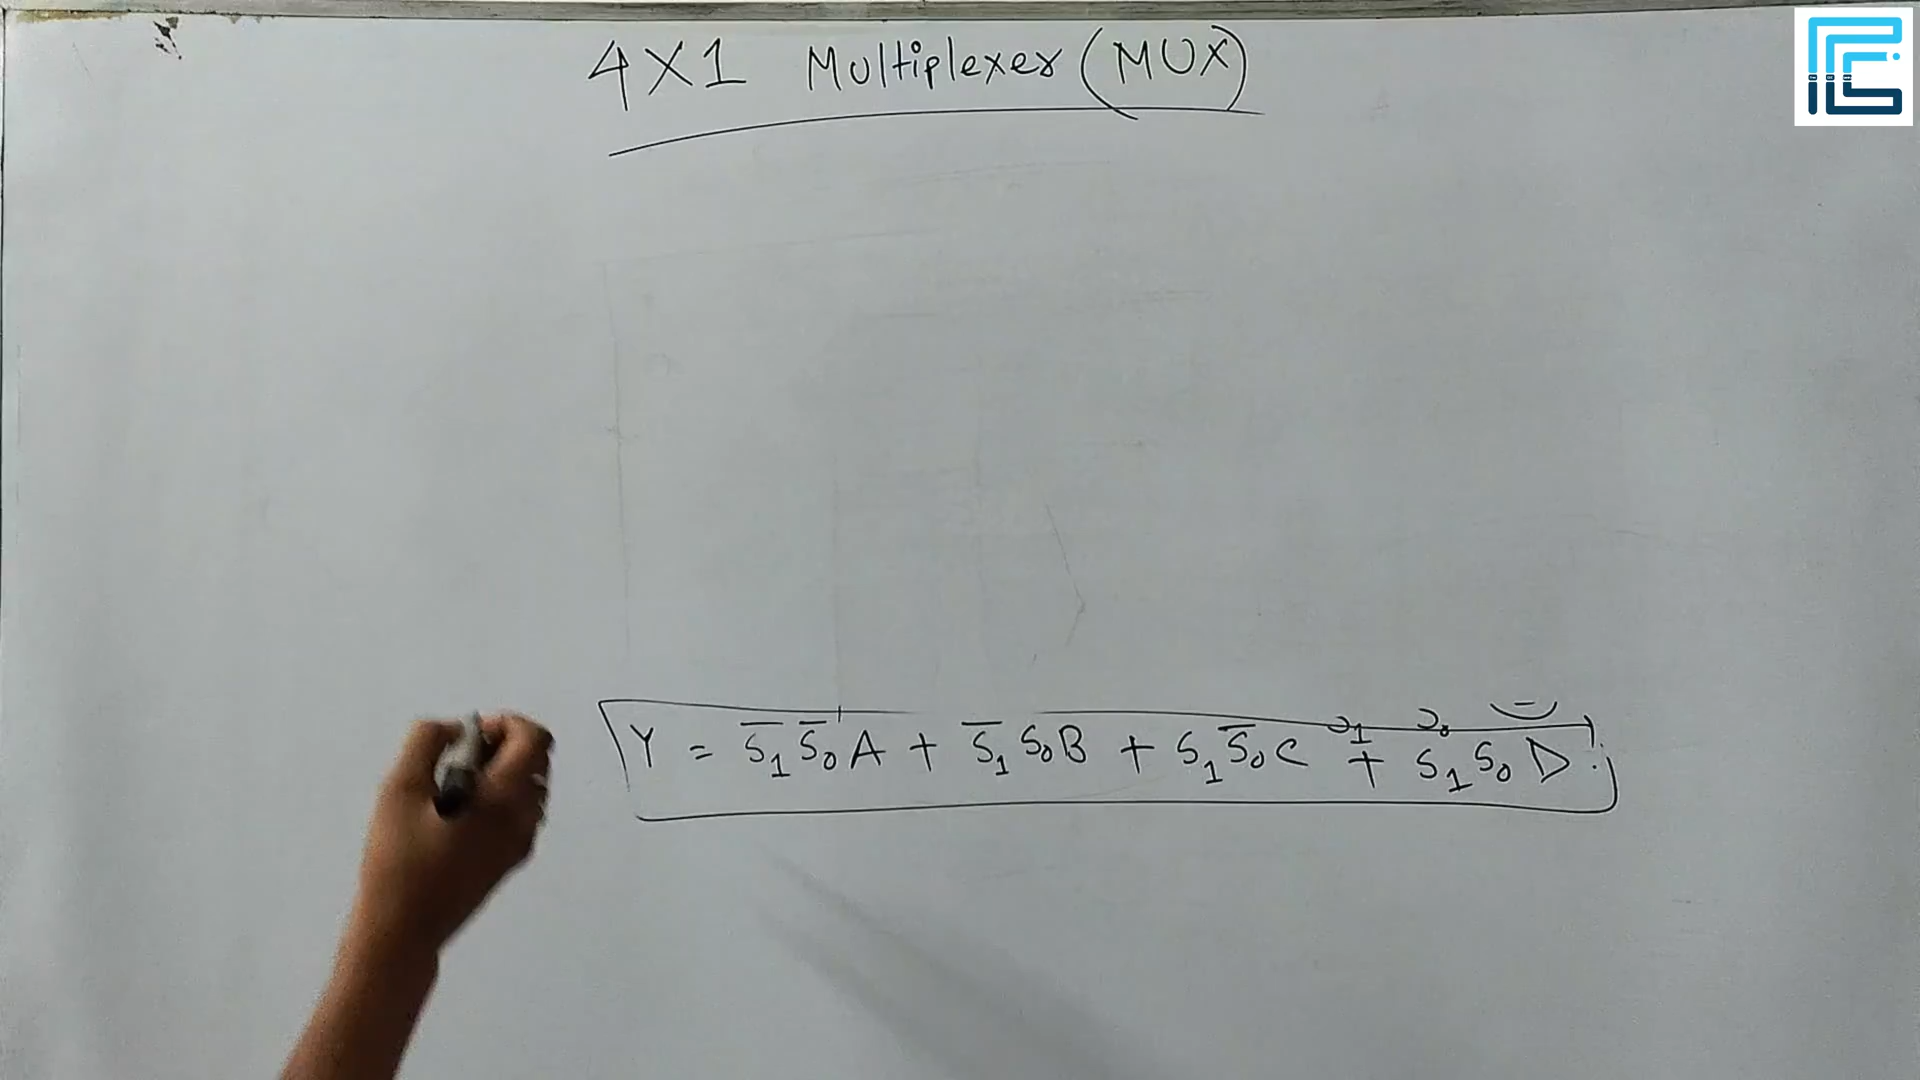 4X1 Multiplexer (MUX)
Y = S̅₁S̅₀A + S̅₁S₀B + S₁S̅₀C + S₁S₀D